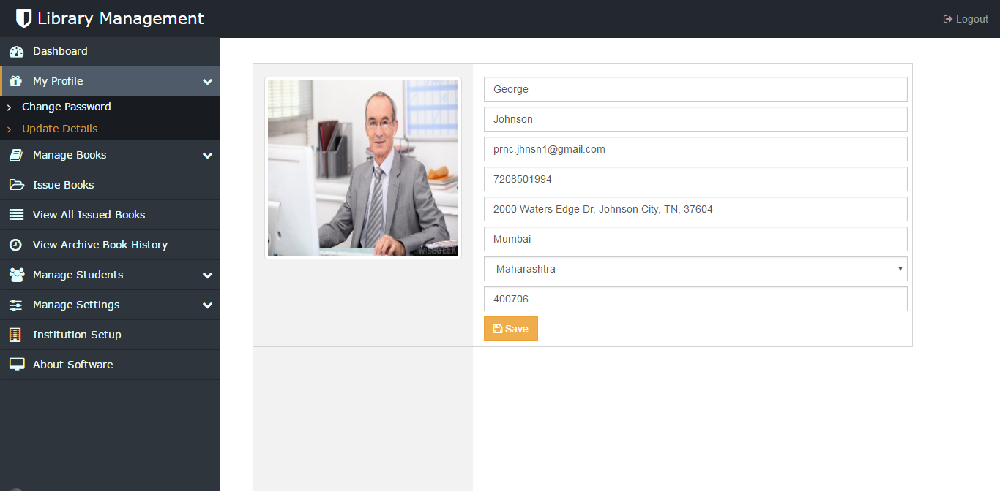 Library Management
Logout
Dashboard
My Profile
Change Password
Update Details
Manage Books
Issue Books
View All Issued Books
View Archive Book History
Manage Students
Manage Settings
Institution Setup
About Software
George
Johnson
prnc.jhnsn1@gmail.com
7208501994
2000 Waters Edge Dr, Johnson City, TN, 37604
Mumbai
Maharashtra
400706
Save
WISEGEEK